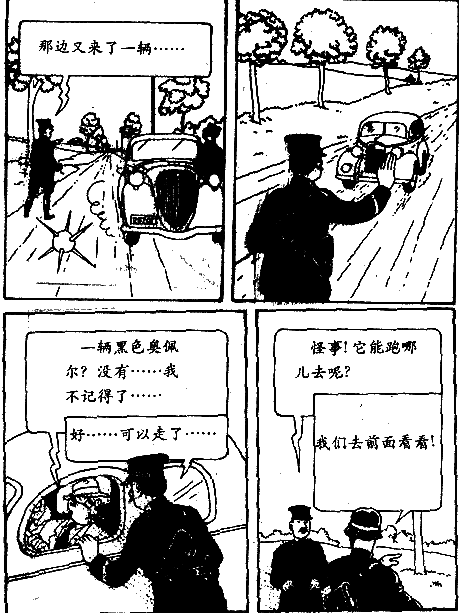 那边又来了一辆……
一辆黑色奥佩
尔？没有……我
不记得了……
好……可以走了……
怪事！它能跑哪
儿去呢？
我们去前面看看！